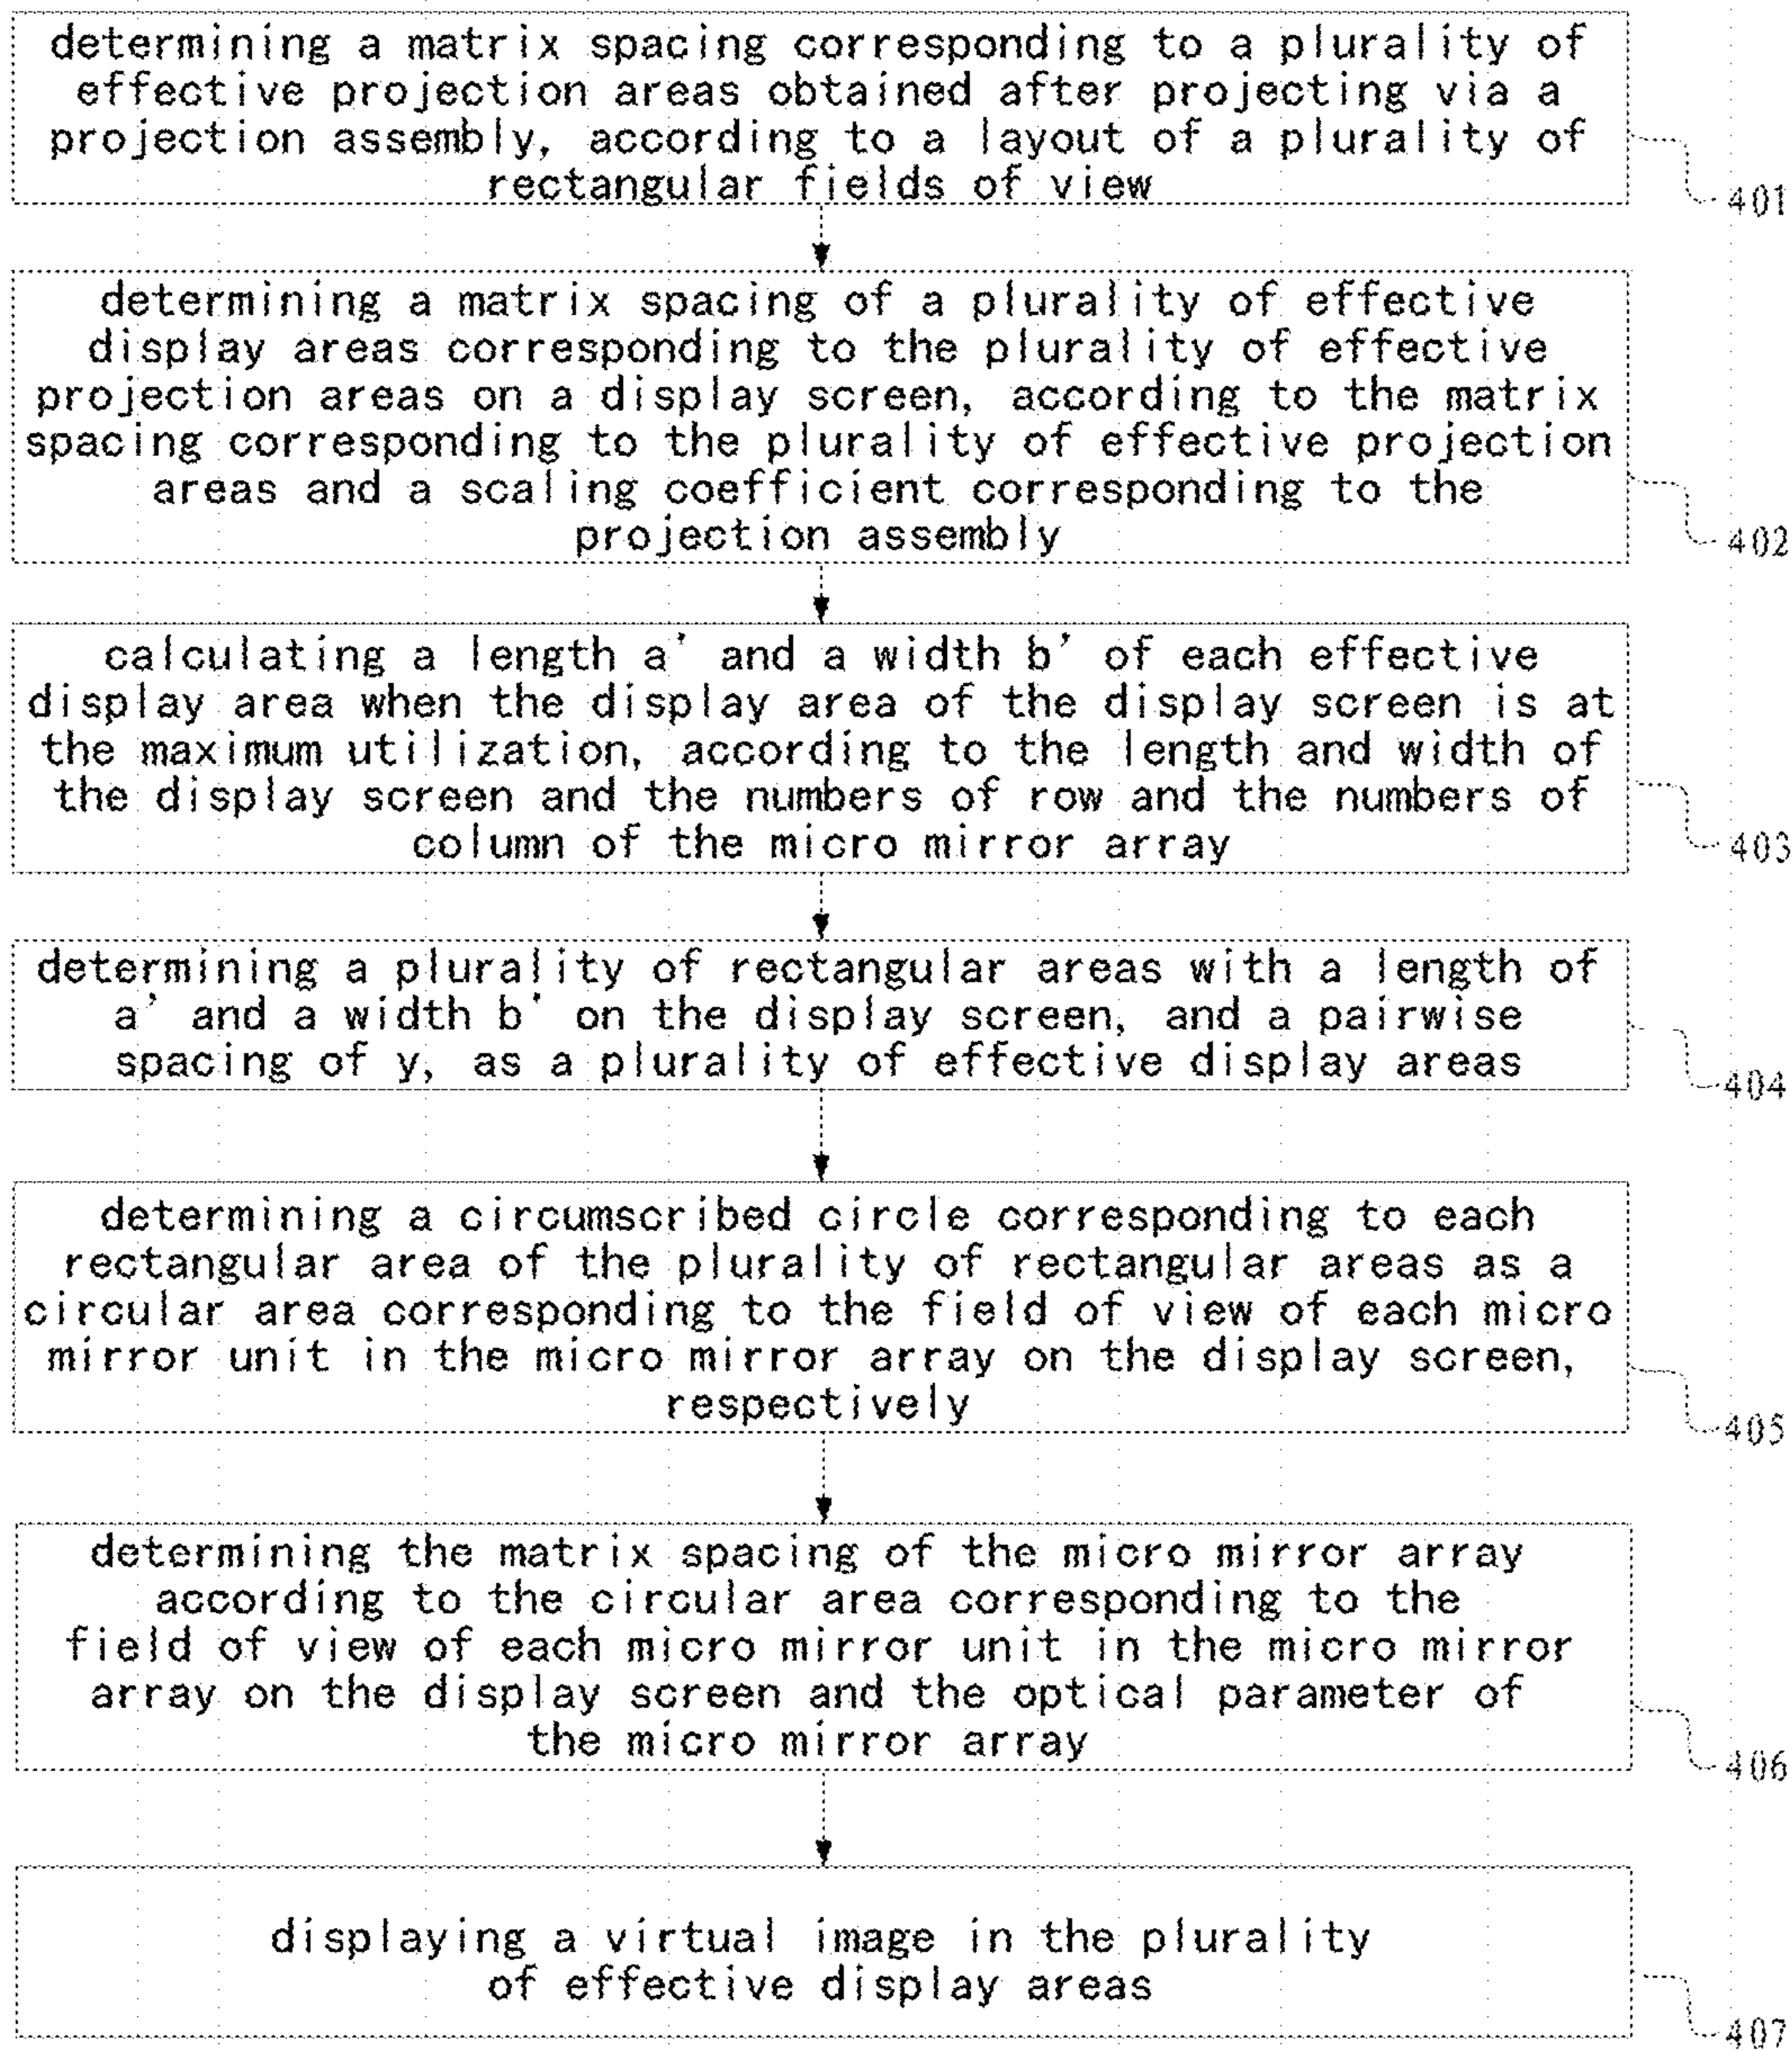 determining a matrix spacing corresponding to a plurality of
effective projection areas obtained after projecting via a
projection assembly, according to a layout of a plurality of
rectangular fields of view
401
determining a matrix spacing of a plurality of effective
display areas corresponding to the plurality of effective
projection areas on a display screen, according to the matrix
spacing corresponding to the plurality of effective projection
areas and a scaling coefficient corresponding to the
projection assembly
402
calculating a length a' and a width b' of each effective
display area when the display area of the display screen is at
the maximum utilization, according to the length and width of
the display screen and the numbers of row and the numbers of
column of the micro mirror array
403
determining a plurality of rectangular areas with a length of
a' and a width b' on the display screen, and a pairwise
spacing of y, as a plurality of effective display areas
404
determining a circumscribed circle corresponding to each
rectangular area of the plurality of rectangular areas as a
circular area corresponding to the field of view of each micro
mirror unit in the micro mirror array on the display screen,
respectively
405
determining the matrix spacing of the micro mirror array
according to the circular area corresponding to the
field of view of each micro mirror unit in the micro mirror
array on the display screen and the optical parameter of
the micro mirror array
406
displaying a virtual image in the plurality
of effective display areas
407